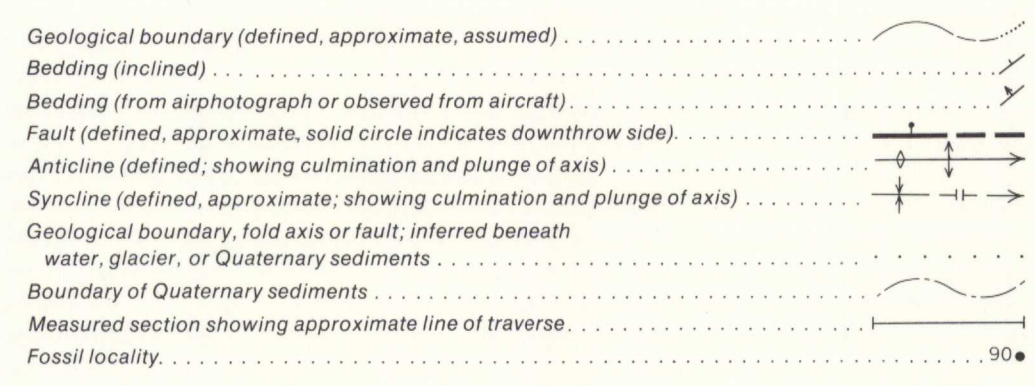 Geological boundary (defined, approximate, assumed) . . . . . . . . . . . . . . . . . . . . . . . . .
Bedding (inclined) . . . . . . . . . . . . . . . . . . . . . . . . . . . . . . . . . . . . . . . . . . . . . . . . . . . . . . . . . . .
Bedding (from airphotograph or observed from aircraft) . . . . . . . . . . . . . . . . . . . . . . . . . . . . . . . . . .
Fault (defined, approximate, solid circle indicates downthrow side). . . . . . . . . . . . . . . .
Anticline (defined; showing culmination and plunge of axis) . . . . . . . . . . . . . . . . . . . . .
Syncline (defined, approximate; showing culmination and plunge of axis) . . . . . . . . .
Geological boundary, fold axis or fault; inferred beneath
water, glacier, or Quaternary sediments . . . . . . . . . . . . . . . . . . . . . . . . . . . . . . . . . .
Boundary of Quaternary sediments . . . . . . . . . . . . . . . . . . . . . . . . . . . . . . . . . . . . . . .
Measured section showing approximate line of traverse. . . . . . . . . . . . . . . . . . . . . . . .
Fossil locality. . . . . . . . . . . . . . . . . . . . . . . . . . . . . . . . . . . . . . . . . . . . . . . . . . . . . . . . . . . . . . 90